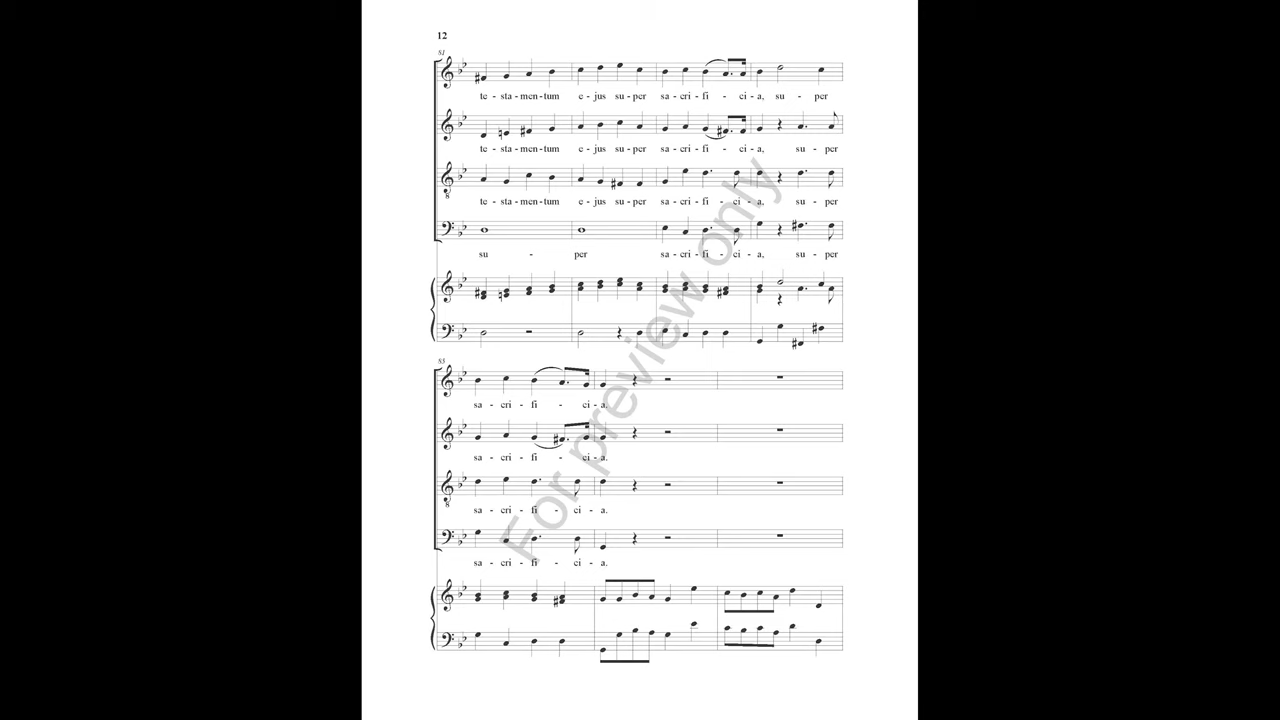 12
81
te - sta - men - tum e - jus su - per sa - cri - fi - ci - a, su - per
te - sta - men - tum e - jus su - per sa - cri - fi - ci - a, su - per
te - sta - men - tum e - jus su - per sa - cri - fi - ci - a, su - per
8
su - per sa - cri - fi - ci - a, su - per
For preview only
83
sa - cri - fi - ci - a.
sa - cri - fi - ci - a.
8
sa - cri - fi - ci - a.
sa - cri - fi - ci - a.